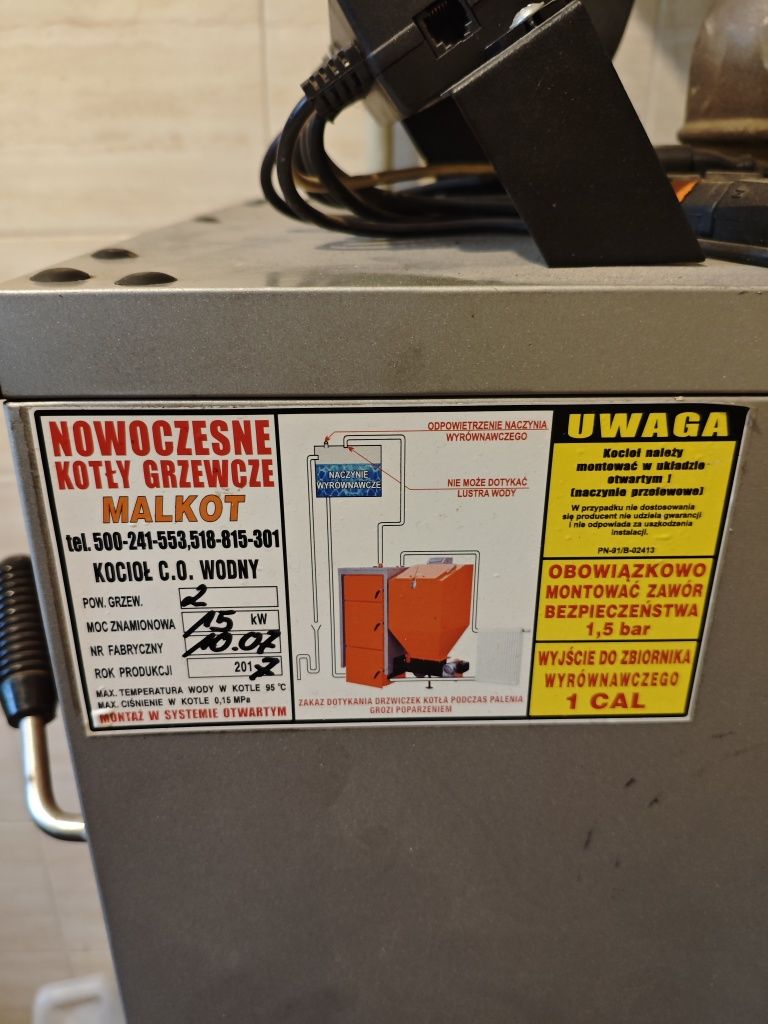 NOWOCZESNE
KOTŁY GRZEWCZE
MALKOT
tel. 500-241-553,518-815-301
KOCIOŁ C.O. WODNY
POW. GRZEW. 2
MOC ZNAMIONOWA 15 kW
NR FABRYCZNY 10.07
ROK PRODUKCJI 2017
MAX. TEMPERATURA WODY W KOTLE 95 °C
MAX. CIŚNIENIE W KOTLE 0,15 MPa
MONTAŻ W SYSTEMIE OTWARTYM
ODPOWIETRZENIE NACZYNIA
WYRÓWNAWCZEGO
NACZYNIE
WYRÓWNAWCZE
NIE MOŻE DOTYKAĆ
LUSTRA WODY
ZAKAZ DOTYKANIA DRZWICZEK KOTŁA PODCZAS PALENIA
GROZI POPARZENIEM
UWAGA
Kocioł należy
montować w układzie
otwartym !
(naczynie przelewowe)
W przypadku nie dostosowania
się producent nie udziela gwarancji
i nie odpowiada za uszkodzenia
instalacji.
PN-91/B-02413
OBOWIĄZKOWO
MONTOWAĆ ZAWÓR
BEZPIECZEŃSTWA
1,5 bar
WYJŚCIE DO ZBIORNIKA
WYRÓWNAWCZEGO
1 CAL